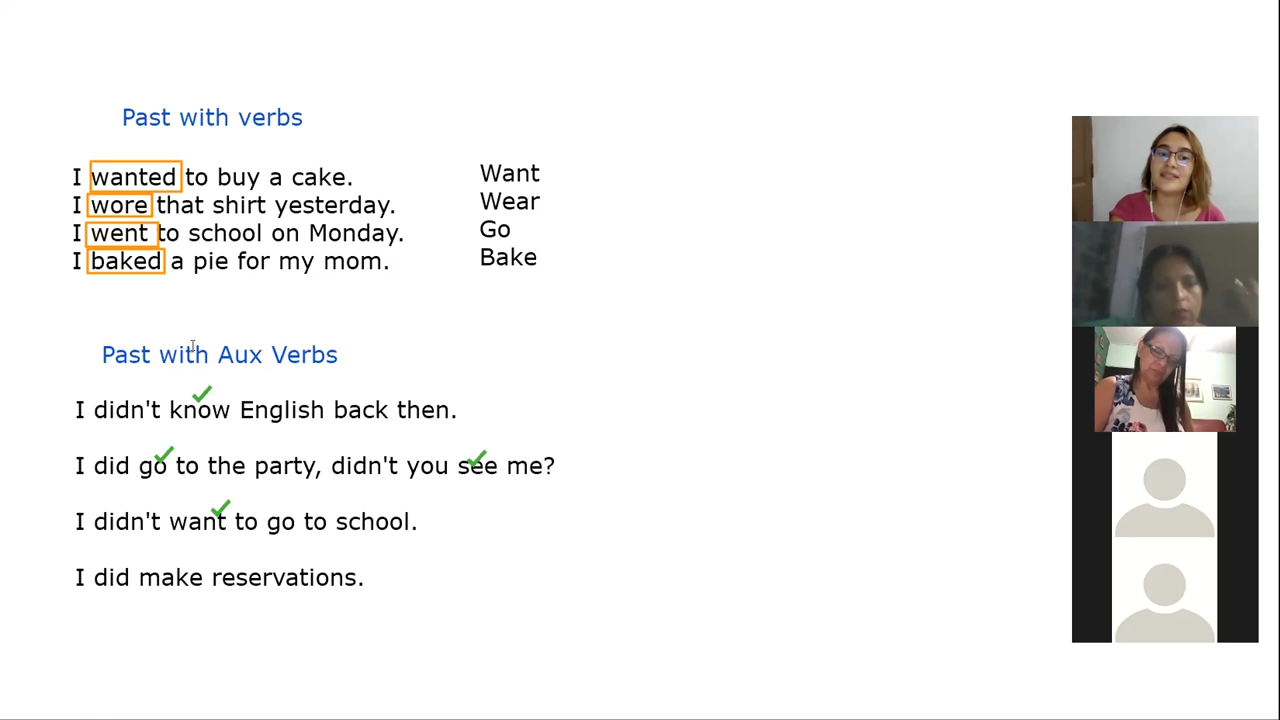 Past with verbs
I wanted to buy a cake.
I wore that shirt yesterday.
I went to school on Monday.
I baked a pie for my mom.
Want
Wear
Go
Bake
Past with Aux Verbs
I didn't know English back then.
I did go to the party, didn't you see me?
I didn't want to go to school.
I did make reservations.